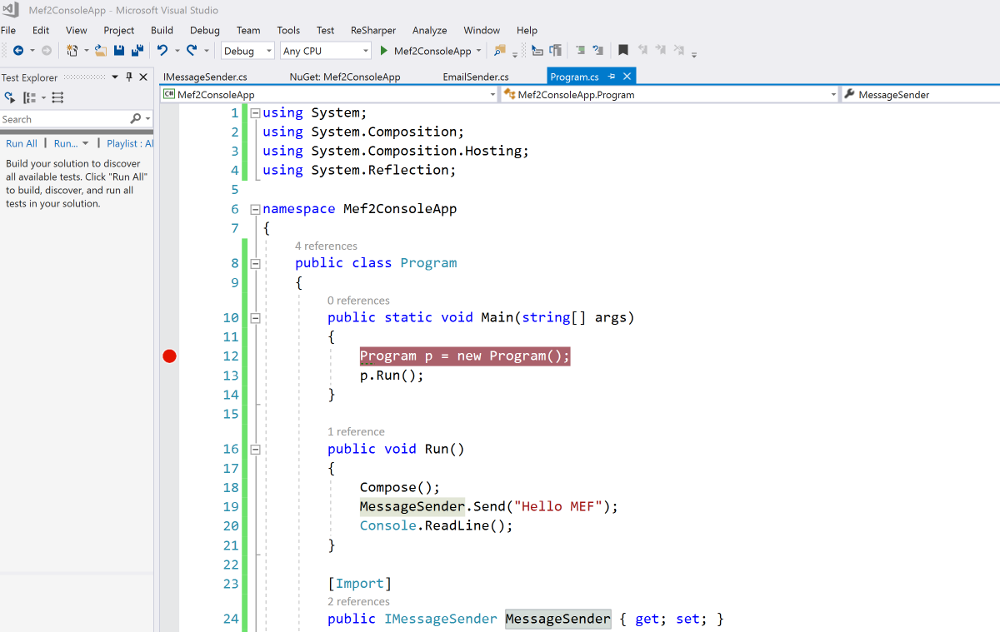 Mef2ConsoleApp - Microsoft Visual Studio
File Edit View Project Build Debug Team Tools Test ReSharper Analyze Window Help
Debug Any CPU Mef2ConsoleApp
Test Explorer
Search
Run All | Run... | Playlist : Al
Build your solution to discover
all available tests. Click "Run All"
to build, discover, and run all
tests in your solution.
IMessageSender.cs NuGet: Mef2ConsoleApp EmailSender.cs Program.cs
C# Mef2ConsoleApp Mef2ConsoleApp.Program MessageSender
1 using System;
2 using System.Composition;
3 using System.Composition.Hosting;
4 using System.Reflection;
5
6 namespace Mef2ConsoleApp
7 {
4 references
8 public class Program
9 {
0 references
10 public static void Main(string[] args)
11 {
12 Program p = new Program();
13 p.Run();
14 }
15
1 reference
16 public void Run()
17 {
18 Compose();
19 MessageSender.Send("Hello MEF");
20 Console.ReadLine();
21 }
22
23 [Import]
2 references
24 public IMessageSender MessageSender { get; set; }